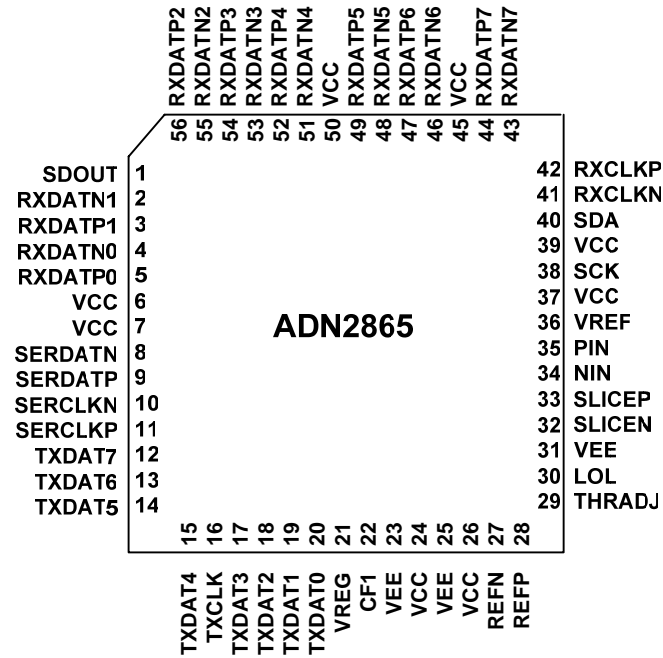 RXDATP2
RXDATN2
RXDATP3
RXDATN3
RXDATP4
RXDATN4
VCC
RXDATP5
RXDATN5
RXDATP6
RXDATN6
VCC
RXDATP7
RXDATN7
56
55
54
53
52
51
50
49
48
47
46
45
44
43
SDOUT 1
RXDATN1 2
RXDATP1 3
RXDATN0 4
RXDATP0 5
VCC 6
VCC 7
SERDATN 8
SERDATP 9
SERCLKN 10
SERCLKP 11
TXDAT7 12
TXDAT6 13
TXDAT5 14
ADN2865
42 RXCLKP
41 RXCLKN
40 SDA
39 VCC
38 SCK
37 VCC
36 VREF
35 PIN
34 NIN
33 SLICEP
32 SLICEN
31 VEE
30 LOL
29 THRADJ
15
16
17
18
19
20
21
22
23
24
25
26
27
28
TXDAT4
TXCLK
TXDAT3
TXDAT2
TXDAT1
TXDAT0
VREG
CF1
VEE
VCC
VEE
VCC
REFN
REFP